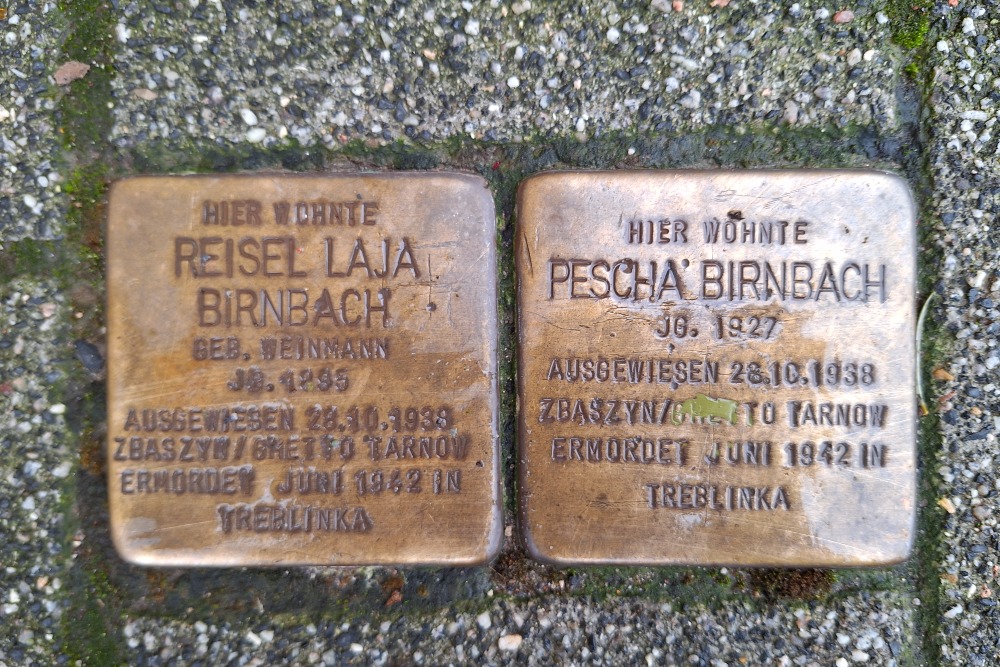 HIER WOHNTE
REISEL LAJA
BIRNBACH
GEB. WEINMANN
JG. 1895
AUSGEWIESEN 28.10.1938
ZBASZYN/GHETTO TARNOW
ERMORDET JUNI 1942 IN
TREBLINKA
HIER WOHNTE
PESCHA BIRNBACH
JG. 1927
AUSGEWIESEN 28.10.1938
ZBASZYN/GHETTO TARNOW
ERMORDET JUNI 1942 IN
TREBLINKA